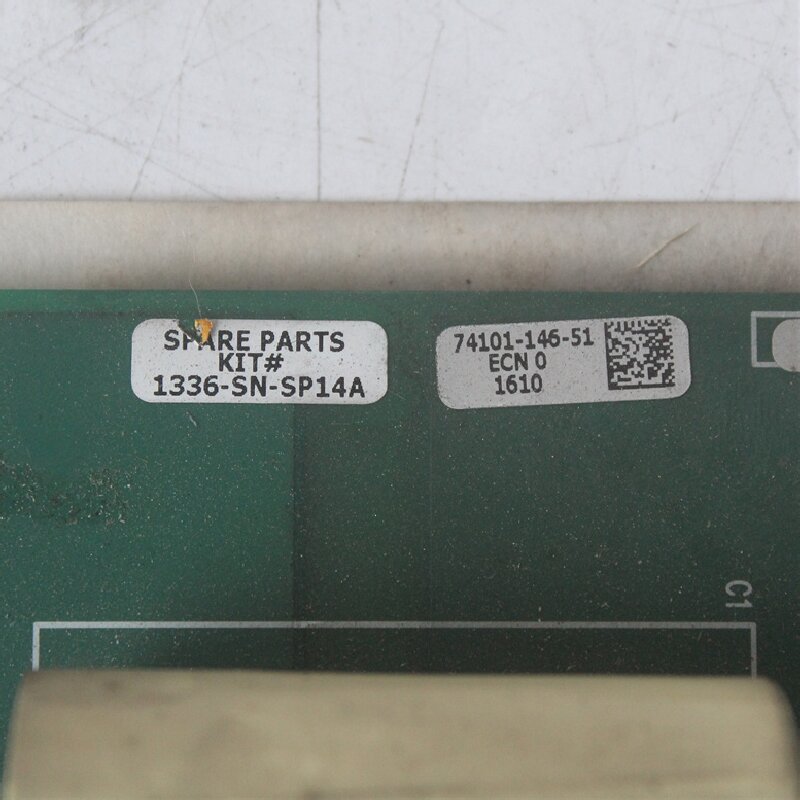 SPARE PARTS
KIT#
1336-SN-SP14A
74101-146-51
ECN 0
1610
C1